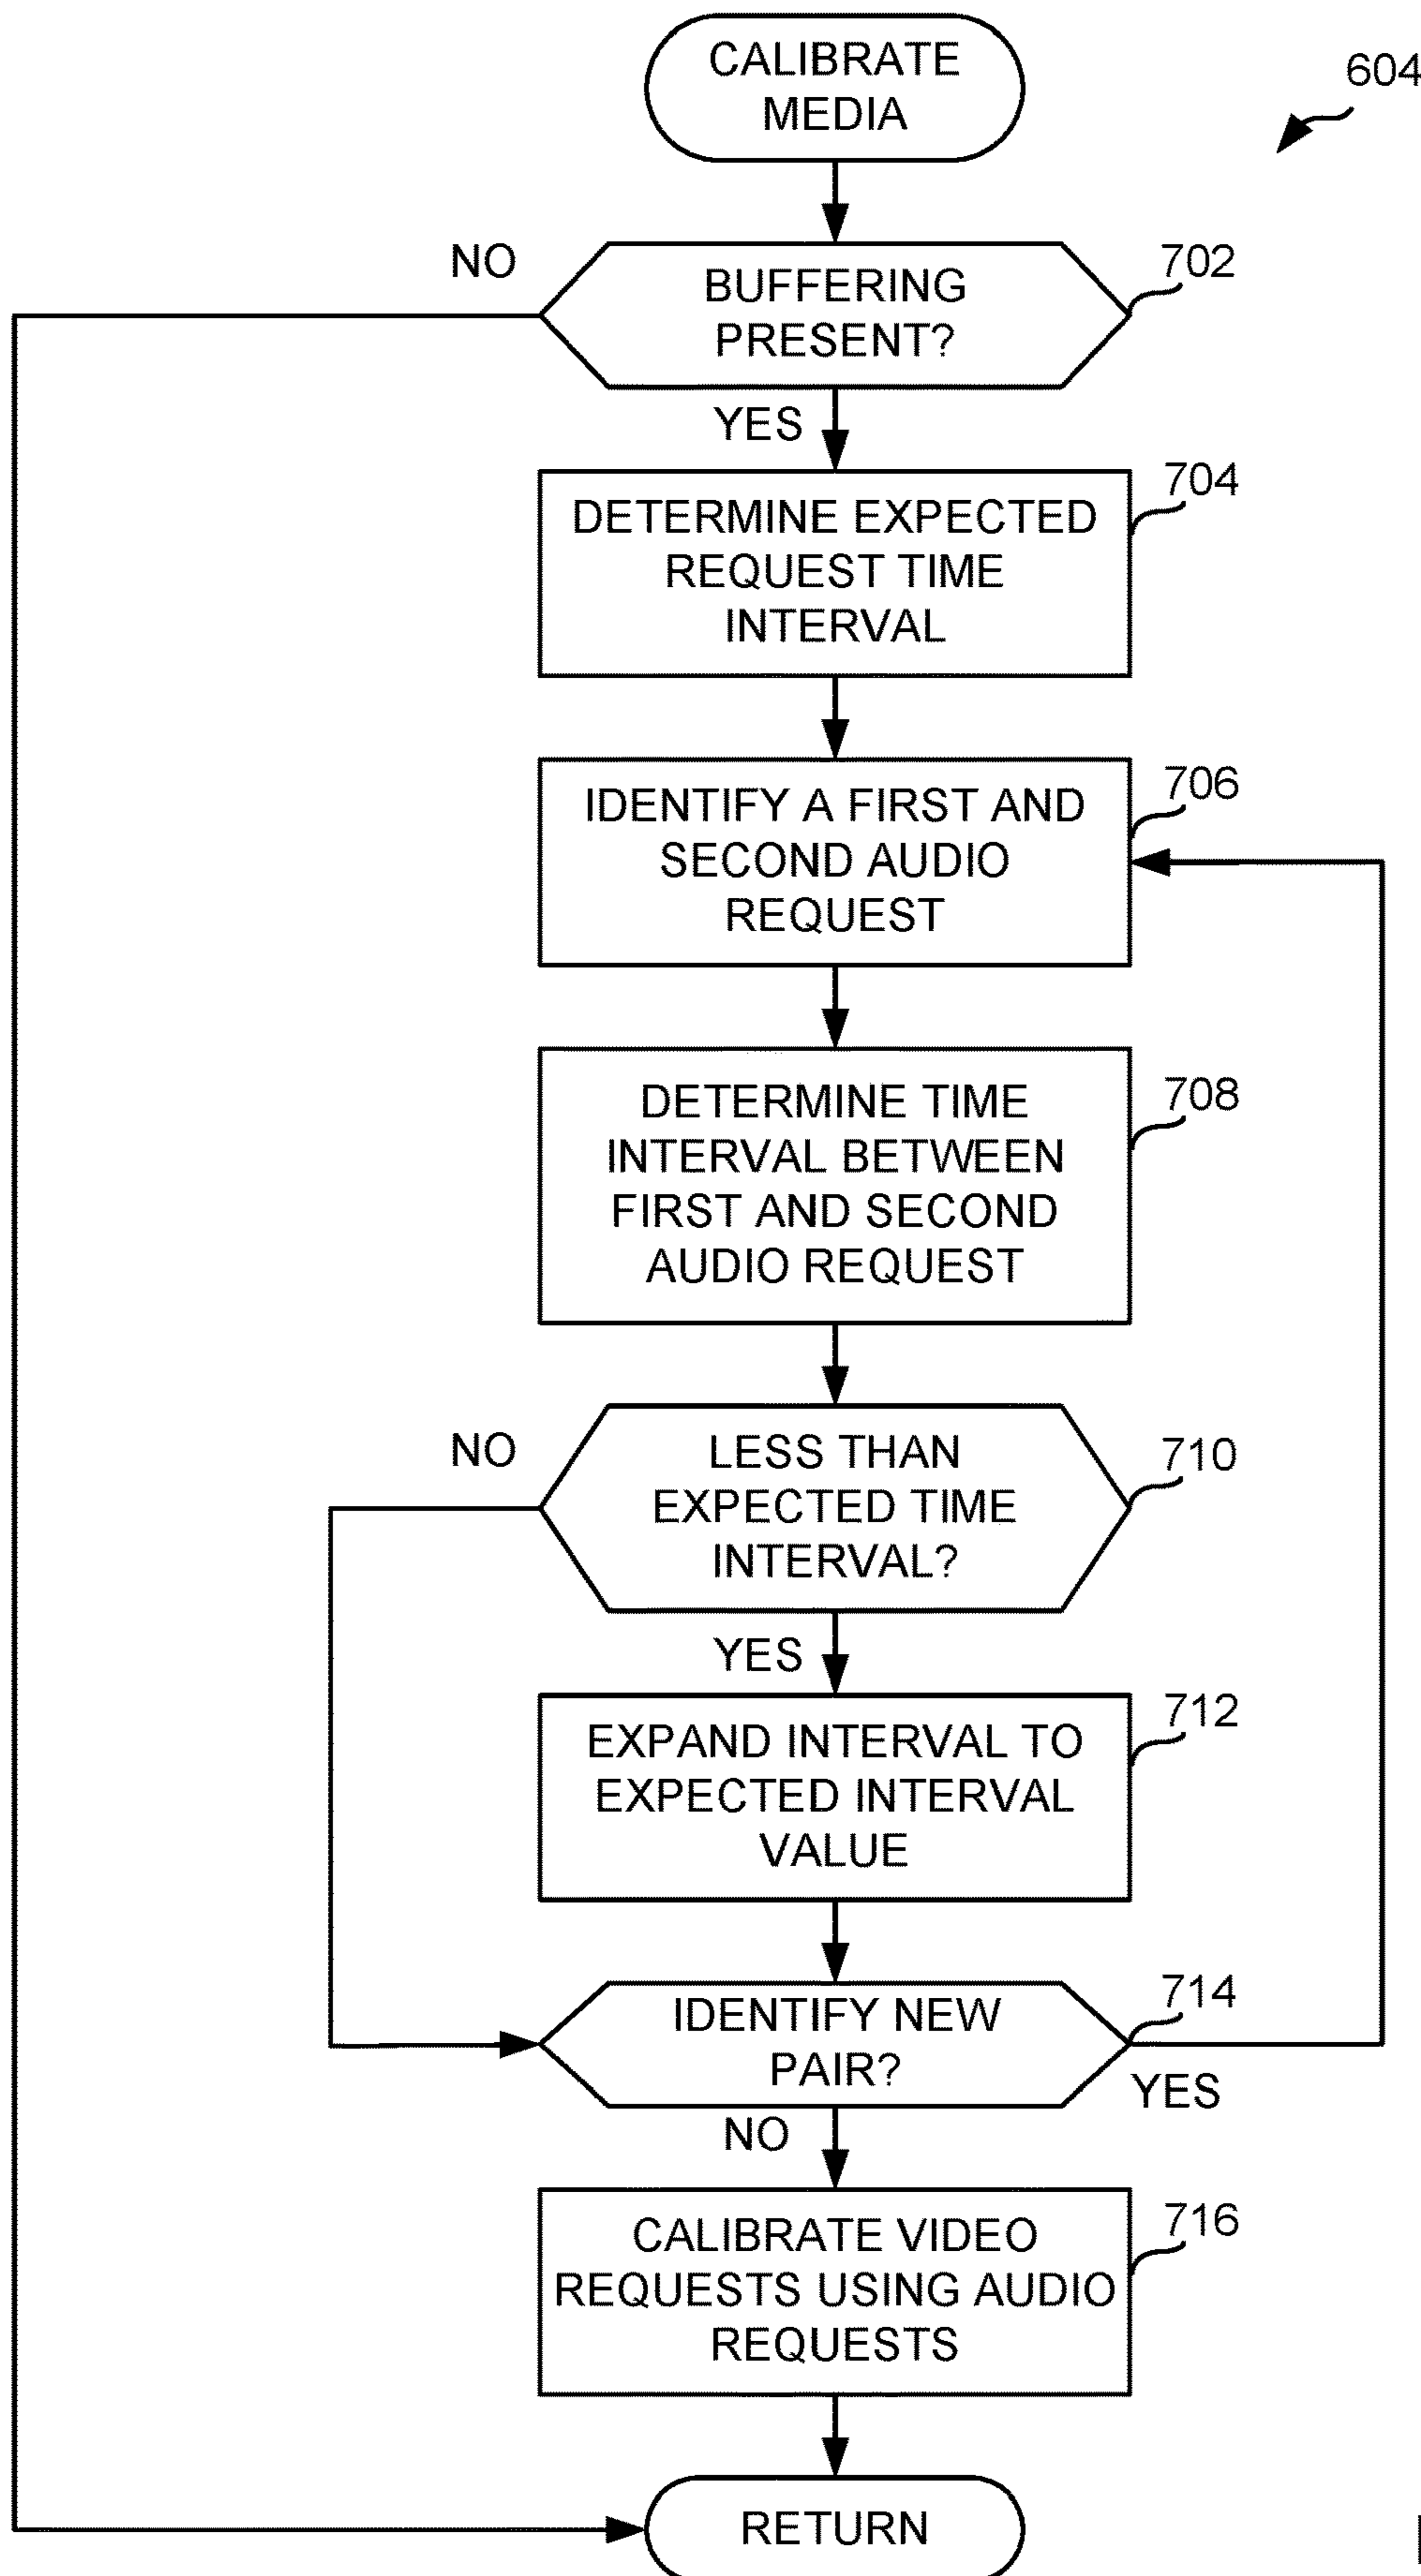 CALIBRATE
MEDIA
604
NO
BUFFERING
PRESENT?
702
YES
704
DETERMINE EXPECTED
REQUEST TIME
INTERVAL
706
IDENTIFY A FIRST AND
SECOND AUDIO
REQUEST
708
DETERMINE TIME
INTERVAL BETWEEN
FIRST AND SECOND
AUDIO REQUEST
NO
LESS THAN
EXPECTED TIME
INTERVAL?
710
YES
712
EXPAND INTERVAL TO
EXPECTED INTERVAL
VALUE
714
IDENTIFY NEW
PAIR?
YES
NO
716
CALIBRATE VIDEO
REQUESTS USING AUDIO
REQUESTS
RETURN